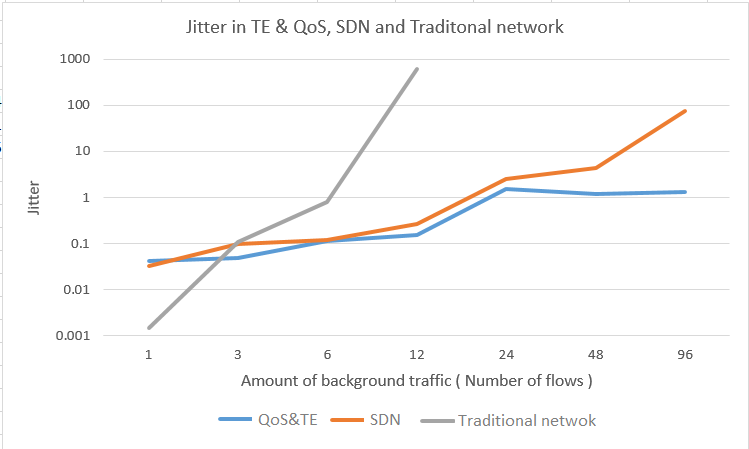 Jitter in TE & QoS, SDN and Traditonal network
1000
100
10
1
0.1
0.01
0.001
Jitter
1 3 6 12 24 48 96
Amount of background traffic ( Number of flows )
QoS&TE SDN Traditional netwok